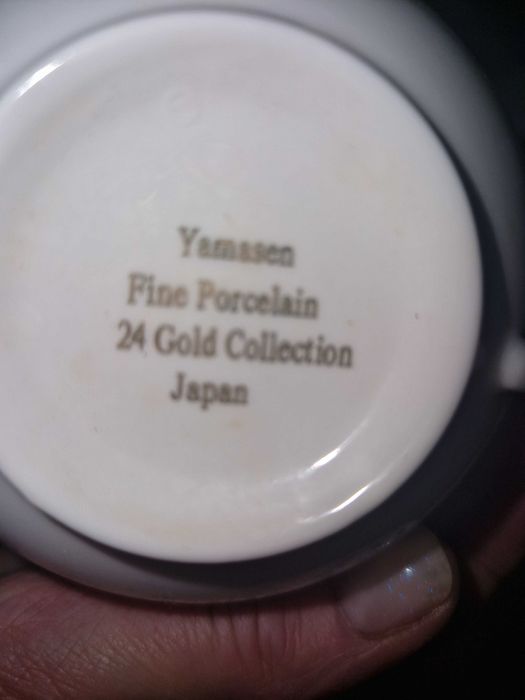 Yamasen
Fine Porcelain
24 Gold Collection
Japan